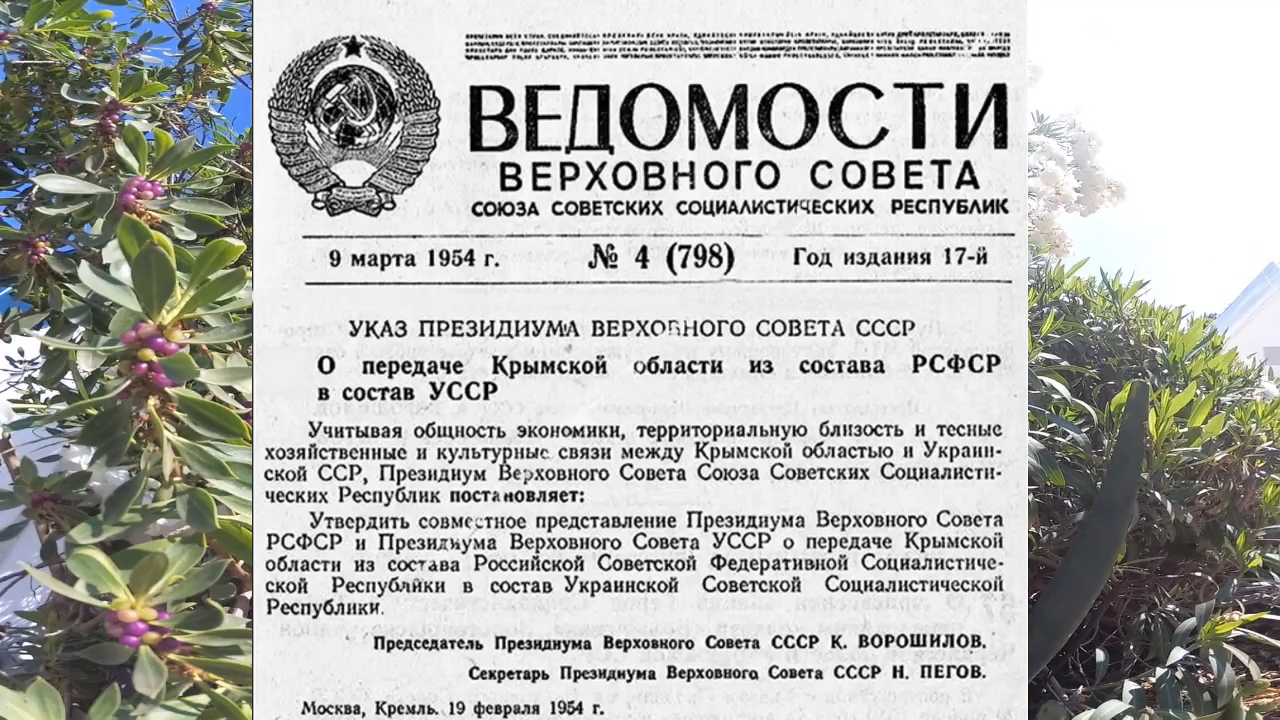 ВЕДОМОСТИ
ВЕРХОВНОГО СОВЕТА
СОЮЗА СОВЕТСКИХ СОЦИАЛИСТИЧЕСКИХ РЕСПУБЛИК
9 марта 1954 г. № 4 (798) Год издания 17-й
УКАЗ ПРЕЗИДИУМА ВЕРХОВНОГО СОВЕТА СССР
О передаче Крымской области из состава РСФСР
в состав УССР
Учитывая общность экономики, территориальную близость и тесные
хозяйственные и культурные связи между Крымской областью и Украин-
ской ССР, Президиум Верховного Совета Союза Советских Социалисти-
ческих Республик постановляет:
Утвердить совместное представление Президиума Верховного Совета
РСФСР и Президиума Верховного Совета УССР о передаче Крымской
области из состава Российской Советской Федеративной Социалистиче-
ской Республики в состав Украинской Советской Социалистической
Республики.
Председатель Президиума Верховного Совета СССР К. ВОРОШИЛОВ.
Секретарь Президиума Верховного Совета СССР Н. ПЕГОВ.
Москва, Кремль. 19 февраля 1954 г.